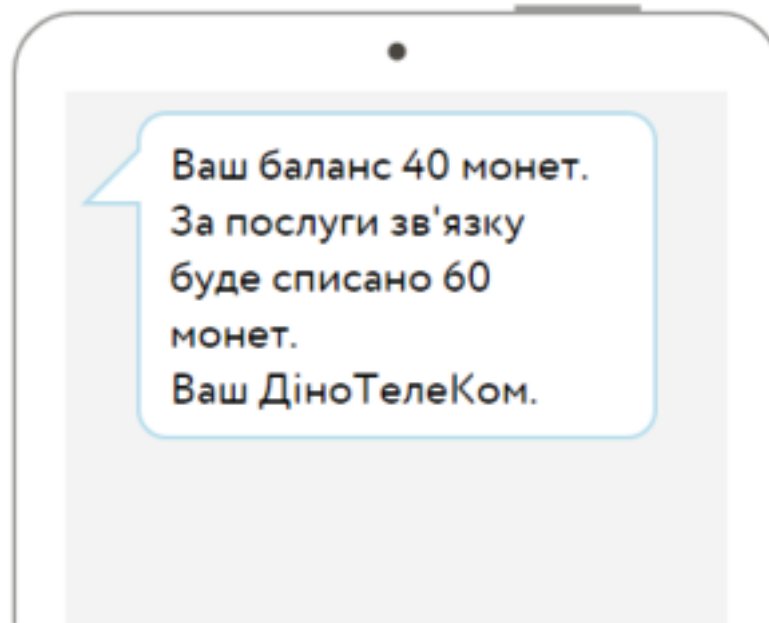 Ваш баланс 40 монет.
За послуги зв'язку
буде списано 60
монет.
Ваш ДіноТелеКом.